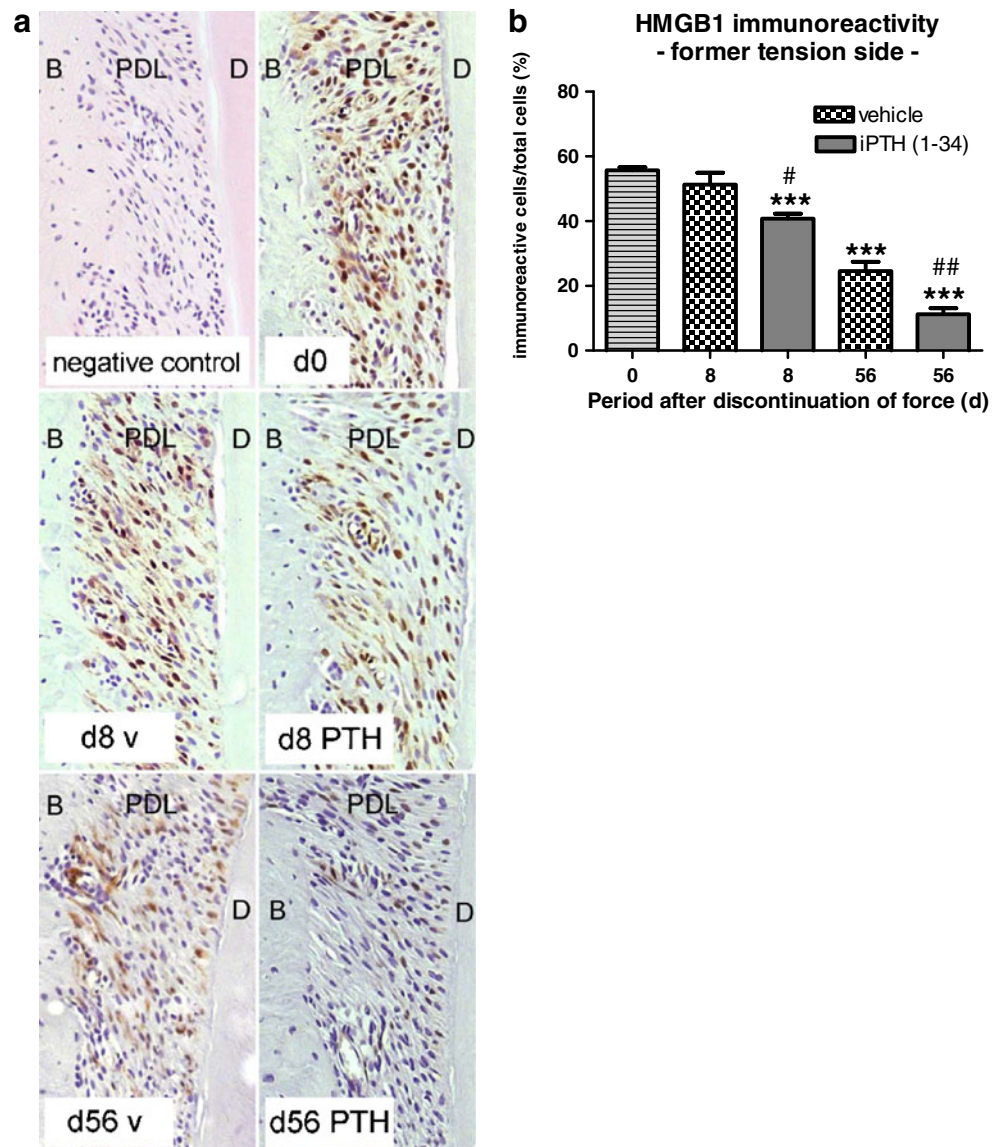 a
B PDL D
negative control
B PDL D
d0
B PDL D
d8 v
B PDL D
d8 PTH
B PDL
D
d56 v
PDL
B D
d56 PTH
b
HMGB1 immunoreactivity
- former tension side -
immunoreactive cells/total cells (%)
80
60
40
20
0
vehicle
iPTH (1-34)
#
***
***
##
***
0 8 8 56 56
Period after discontinuation of force (d)